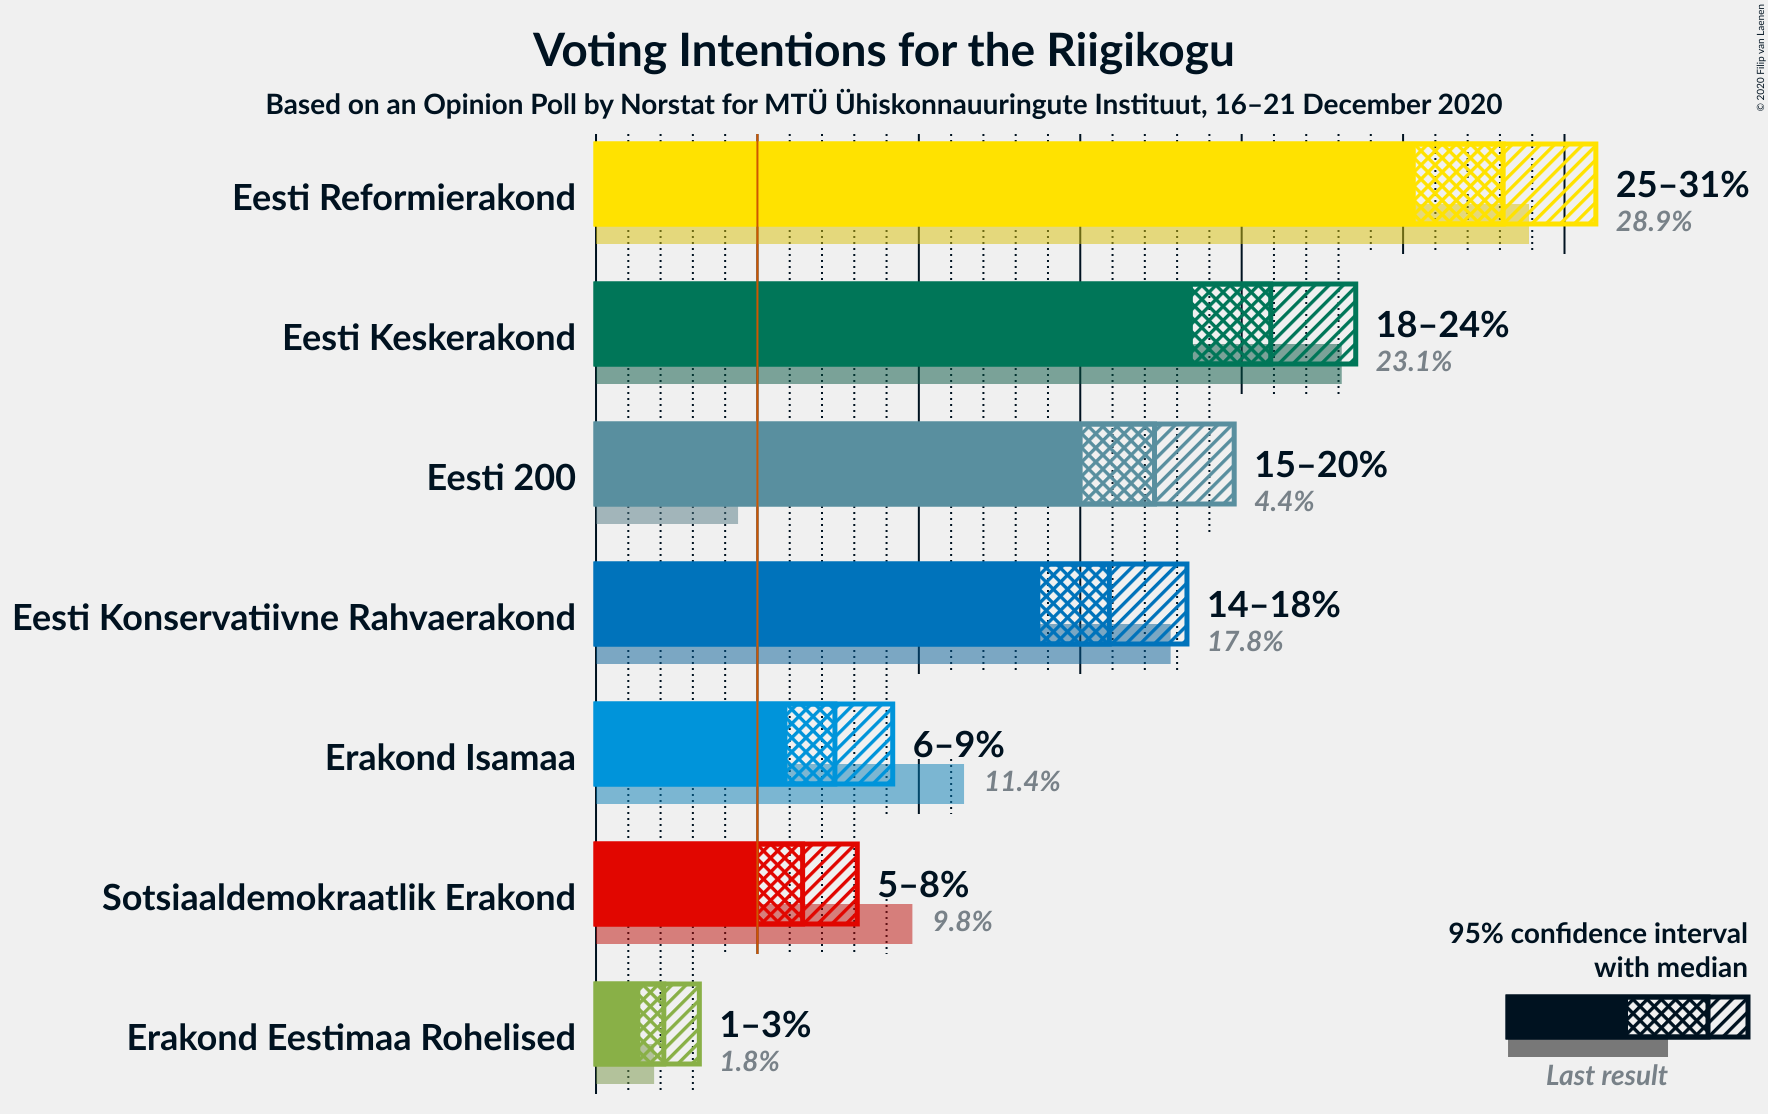 Voting Intentions for the Riigikogu
Based on an Opinion Poll by Norstat for MTÜ Ühiskonnauuringute Instituut, 16–21 December 2020
© 2020 Filip van Laenen
Eesti Reformierakond
25–31%
28.9%
Eesti Keskerakond
18–24%
23.1%
Eesti 200
15–20%
4.4%
Eesti Konservatiivne Rahvaerakond
14–18%
17.8%
Erakond Isamaa
6–9%
11.4%
Sotsiaaldemokraatlik Erakond
5–8%
9.8%
Erakond Eestimaa Rohelised
1–3%
1.8%
95% confidence interval
with median
Last result